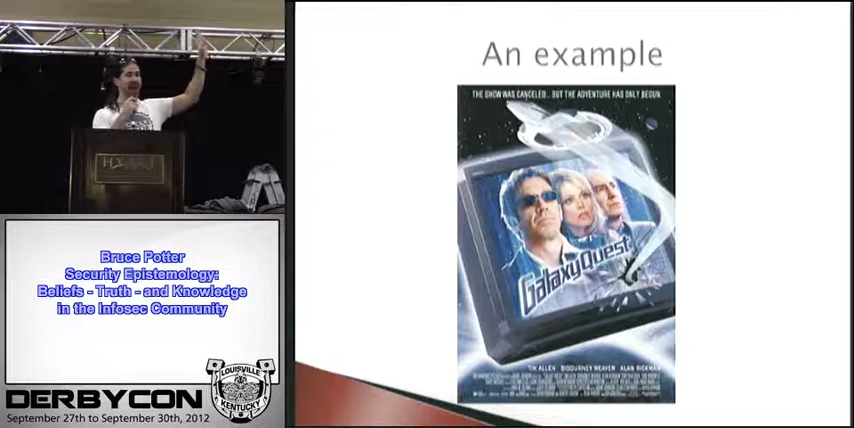 HYATT
Bruce Potter
Security Epistemology:
Beliefs - Truth - and Knowledge
in the Infosec Community
LOUISVILLE
KENTUCKY
DERBYCON
September 27th to September 30th, 2012
An example
THE SHOW WAS CANCELED... BUT THE ADVENTURE HAS ONLY BEGUN.
GalaxyQuest
TIM ALLEN SIGOURNEY WEAVER ALAN RICKMAN